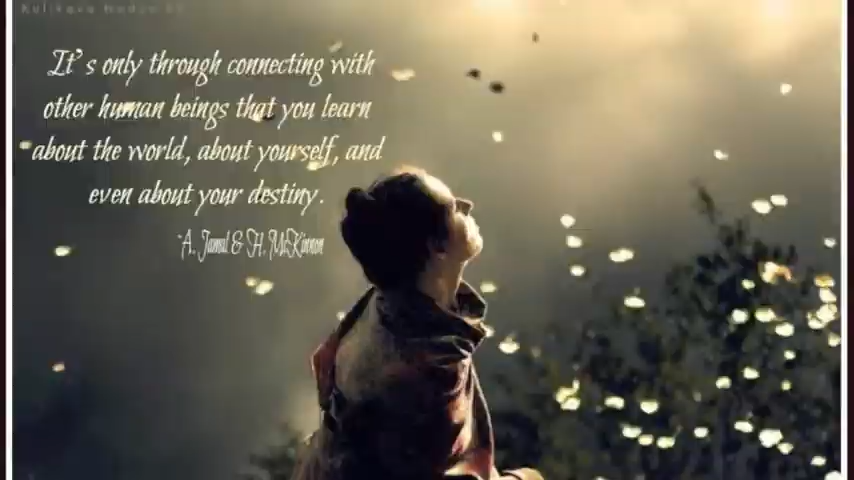 It's only through connecting with
other human beings that you learn
about the world, about yourself, and
even about your destiny.
~A. Jamal & H. McKinnon